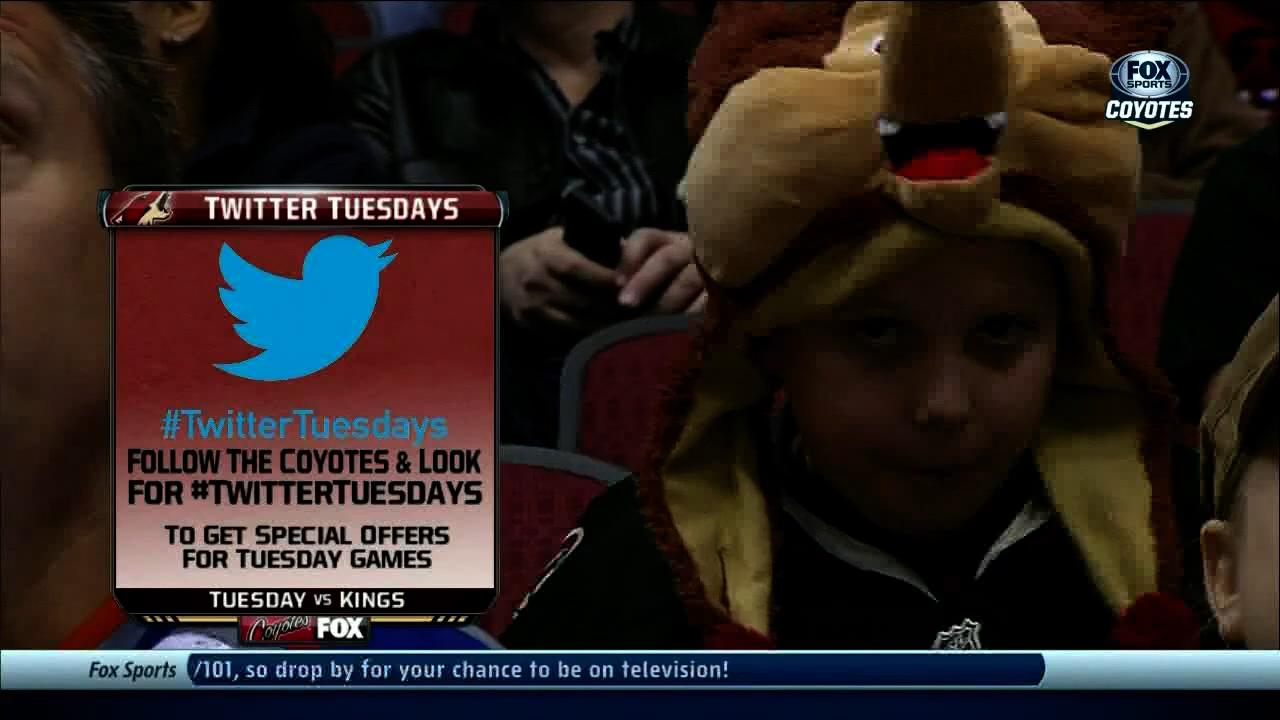 FOX
SPORTS
COYOTES
TWITTER TUESDAYS
#TwitterTuesdays
FOLLOW THE COYOTES & LOOK
FOR #TWITTERTUESDAYS
TO GET SPECIAL OFFERS
FOR TUESDAY GAMES
TUESDAY VS KINGS
Coyotes FOX
Fox Sports /101, so drop by for your chance to be on television!